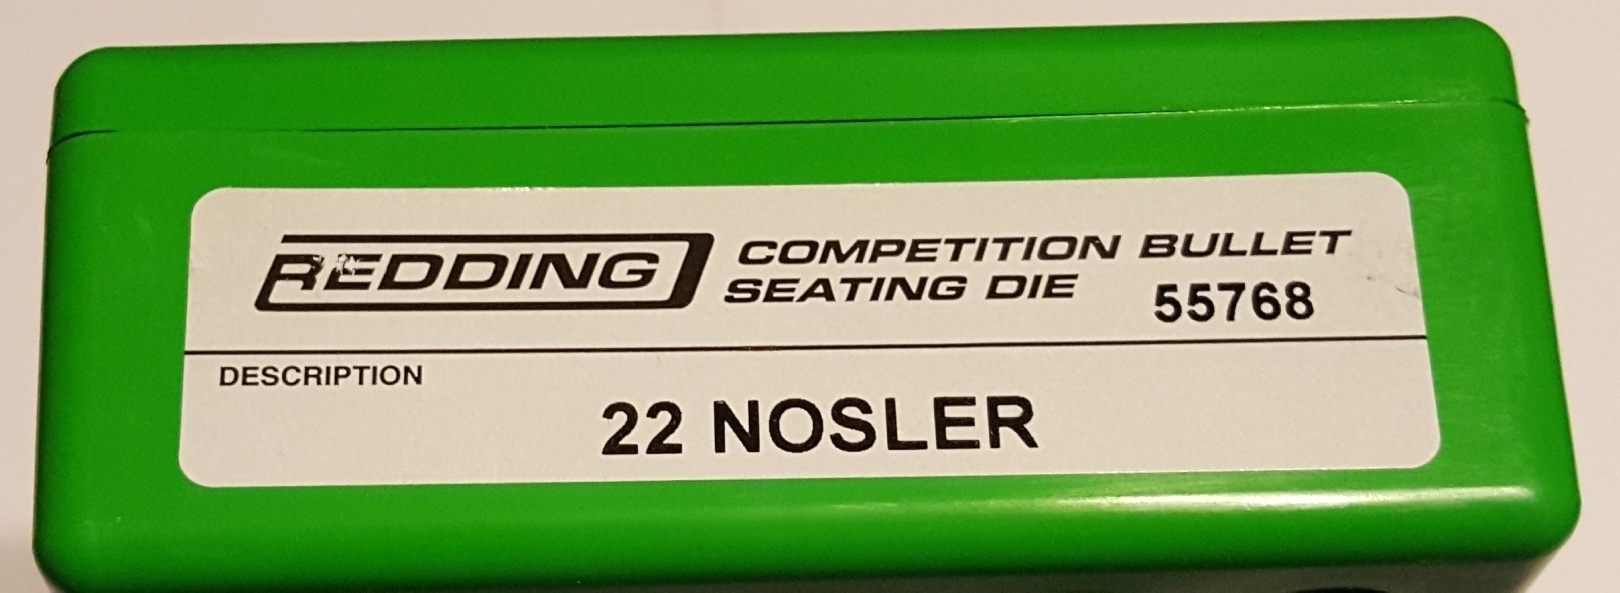 REDDING
COMPETITION BULLET
SEATING DIE 55768
DESCRIPTION
22 NOSLER